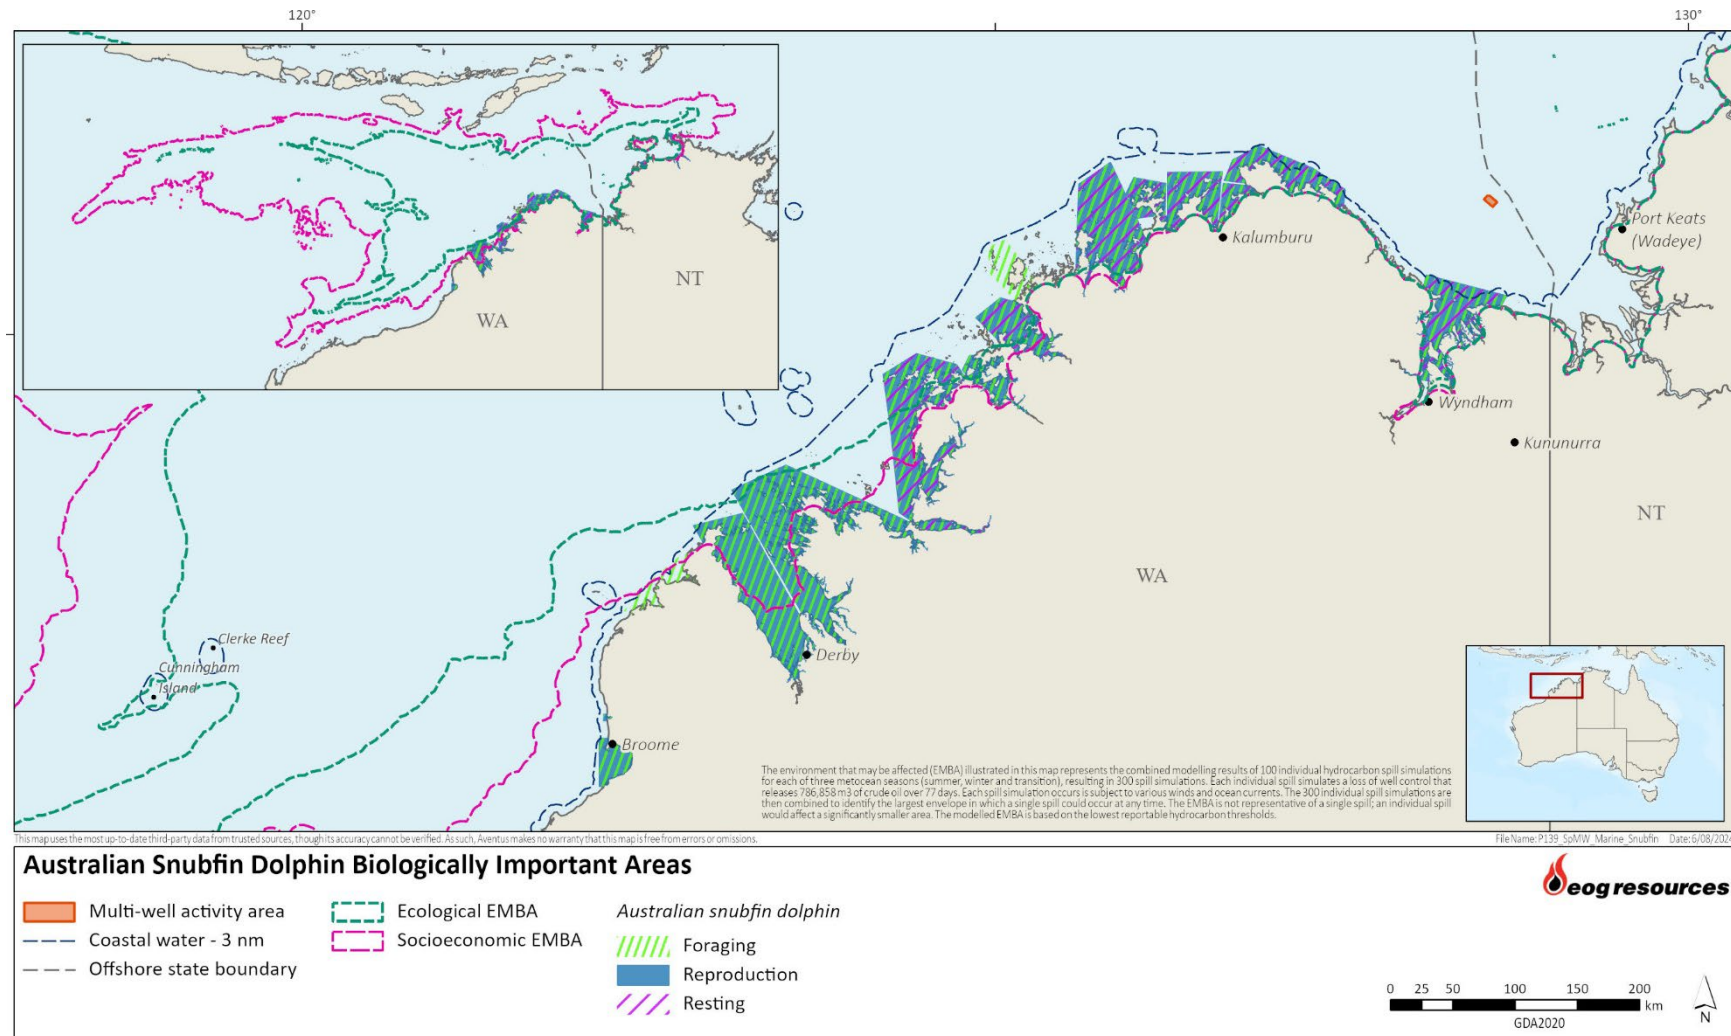 120°
130°
NT
WA
Port Keats
(Wadeye)
Kalumburu
Wyndham
Kununurra
NT
WA
Clerke Reef
Cunningham
Island
Derby
Broome
The environment that may be affected (EMBA) illustrated in this map represents the combined modelling results of 100 individual hydrocarbon spill simulations
for each of three metocean seasons (summer, winter and transition), resulting in 300 spill simulations. Each individual spill simulates a loss of well control that
releases 786,858 m3 of crude oil over 77 days. Each spill simulation occurs is subject to various winds and ocean currents. The 300 individual spill simulations are
then combined to identify the largest envelope in which a single spill could occur at any time. The EMBA is not representative of a single spill; an individual spill
would affect a significantly smaller area. The modelled EMBA is based on the lowest reportable hydrocarbon thresholds.
This map uses the most up-to-date third-party data from trusted sources, though its accuracy cannot be verified. As such, Aventus makes no warranty that this map is free from errors or omissions.
File Name: P139_SpMW_Marine_Snubfin Date: 6/08/2024
Australian Snubfin Dolphin Biologically Important Areas
eog resources
Multi-well activity area
Coastal water - 3 nm
Offshore state boundary
Ecological EMBA
Socioeconomic EMBA
Australian snubfin dolphin
Foraging
Reproduction
Resting
0 25 50 100 150 200
km
GDA2020
N